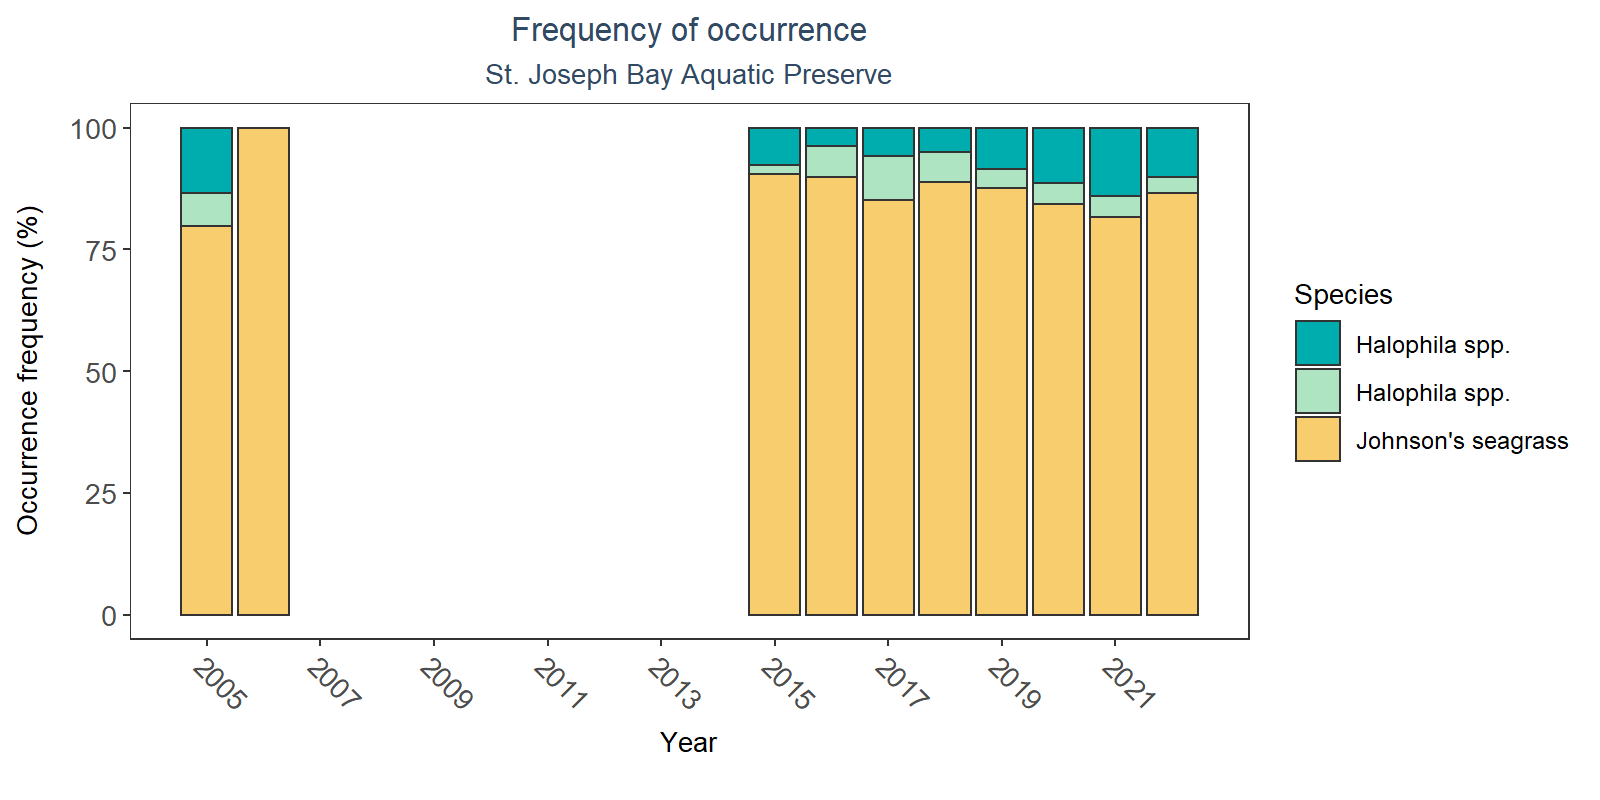 Frequency of occurrence
St. Joseph Bay Aquatic Preserve
Occurrence frequency (%)
100
75
50
25
0
2005
2007
2009
2011
2013
2015
2017
2019
2021
Year
Species
Halophila spp.
Halophila spp.
Johnson's seagrass